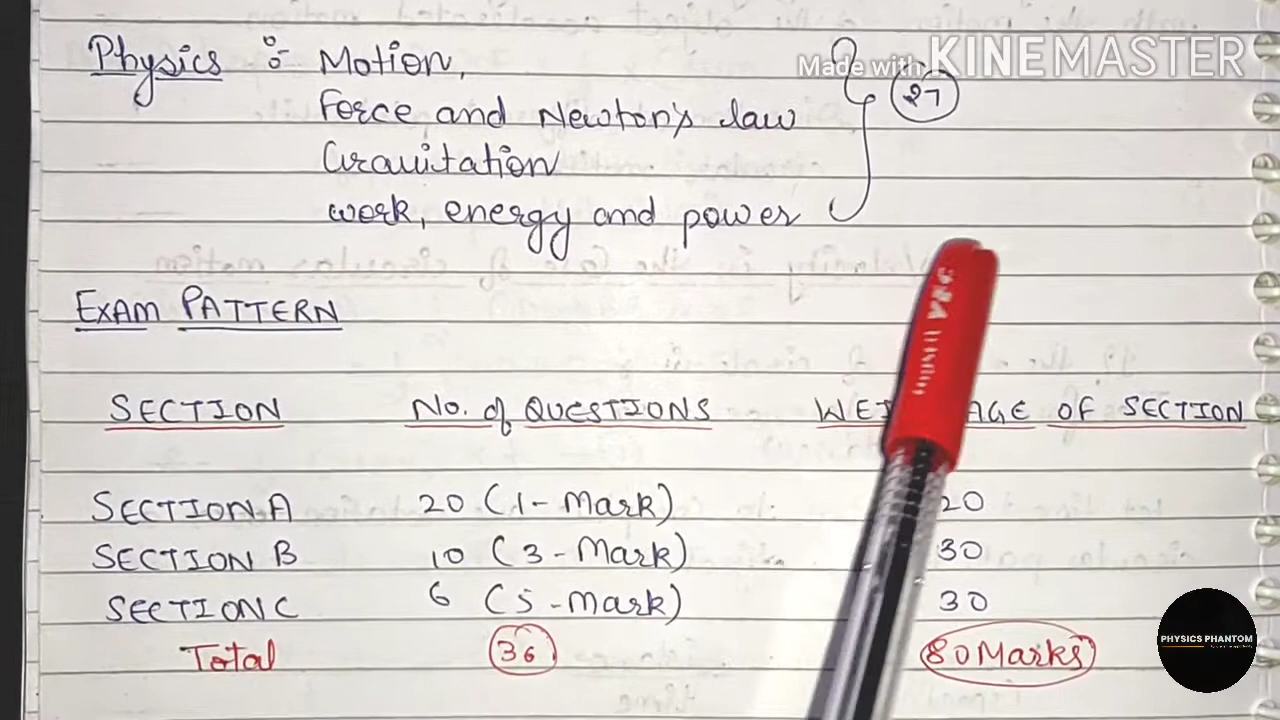 Physics :- Motion,
Made with KINEMASTER
Force and Newton's law
27
Gravitation
work, energy and power
EXAM PATTERN
SECTION No. of QUESTIONS WEI AGE OF SECTION
SECTION A 20 (1-Mark) 20
SECTION B 10 (3-Mark) 30
SECTION C 6 (5-mark) 30
Total 36 80 Marks
PHYSICS PHANTOM